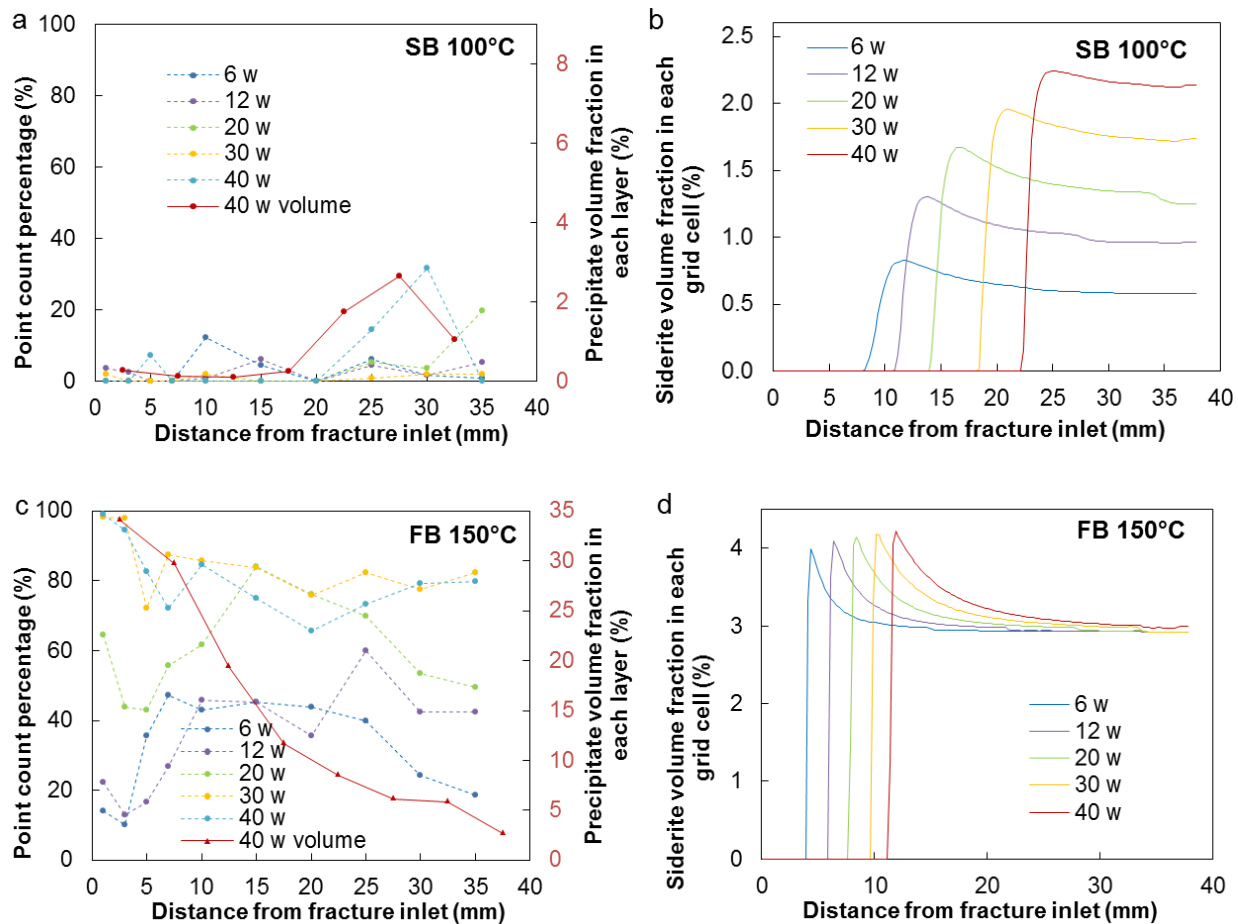 a
SB 100°C
Point count percentage (%)
100
80
60
40
20
0
6 w
12 w
20 w
30 w
40 w
40 w volume
8
6
4
2
0
Precipitate volume fraction in
each layer (%)
0 5 10 15 20 25 30 35 40
Distance from fracture inlet (mm)
b
SB 100°C
Siderite volume fraction in each
grid cell (%)
2.5
2.0
1.5
1.0
0.5
0.0
6 w
12 w
20 w
30 w
40 w
0 5 10 15 20 25 30 35 40
Distance from fracture inlet (mm)
c
FB 150°C
Point count percentage (%)
100
80
60
40
20
0
6 w
12 w
20 w
30 w
40 w
40 w volume
35
30
25
20
15
10
5
0
Precipitate volume fraction in
each layer (%)
0 5 10 15 20 25 30 35 40
Distance from fracture inlet (mm)
d
FB 150°C
Siderite volume fraction in each
grid cell (%)
4
3
2
1
0
6 w
12 w
20 w
30 w
40 w
0 10 20 30 40
Distance from fracture inlet (mm)